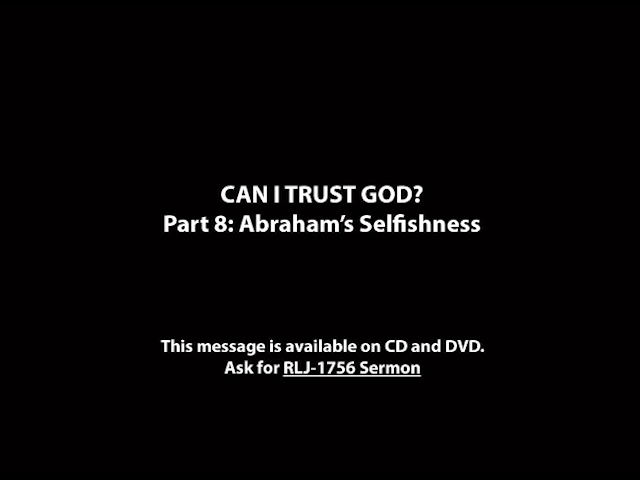 CAN I TRUST GOD?
Part 8: Abraham's Selfishness
This message is available on CD and DVD.
Ask for RLJ-1756 Sermon